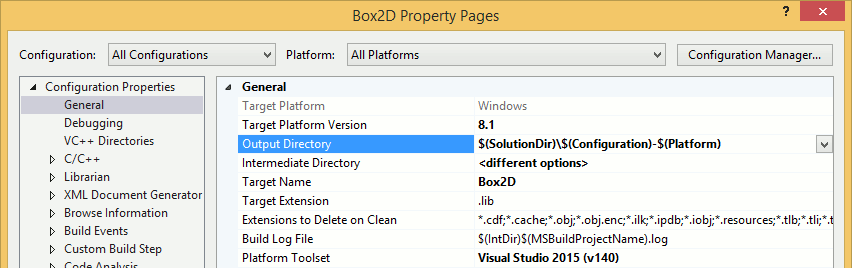 Box2D Property Pages
?
Configuration: All Configurations Platform: All Platforms Configuration Manager...
Configuration Properties
General
Debugging
VC++ Directories
C/C++
Librarian
XML Document Generator
Browse Information
Build Events
Custom Build Step
Code Analysis
General
Target Platform Windows
Target Platform Version 8.1
Output Directory $(SolutionDir)\$(Configuration)-$(Platform)
Intermediate Directory <different options>
Target Name Box2D
Target Extension .lib
Extensions to Delete on Clean *.cdf;*.cache;*.obj;*.obj.enc;*.ilk;*.ipdb;*.iobj;*.resources;*.tlb;*.tli;*.t
Build Log File $(IntDir)$(MSBuildProjectName).log
Platform Toolset Visual Studio 2015 (v140)